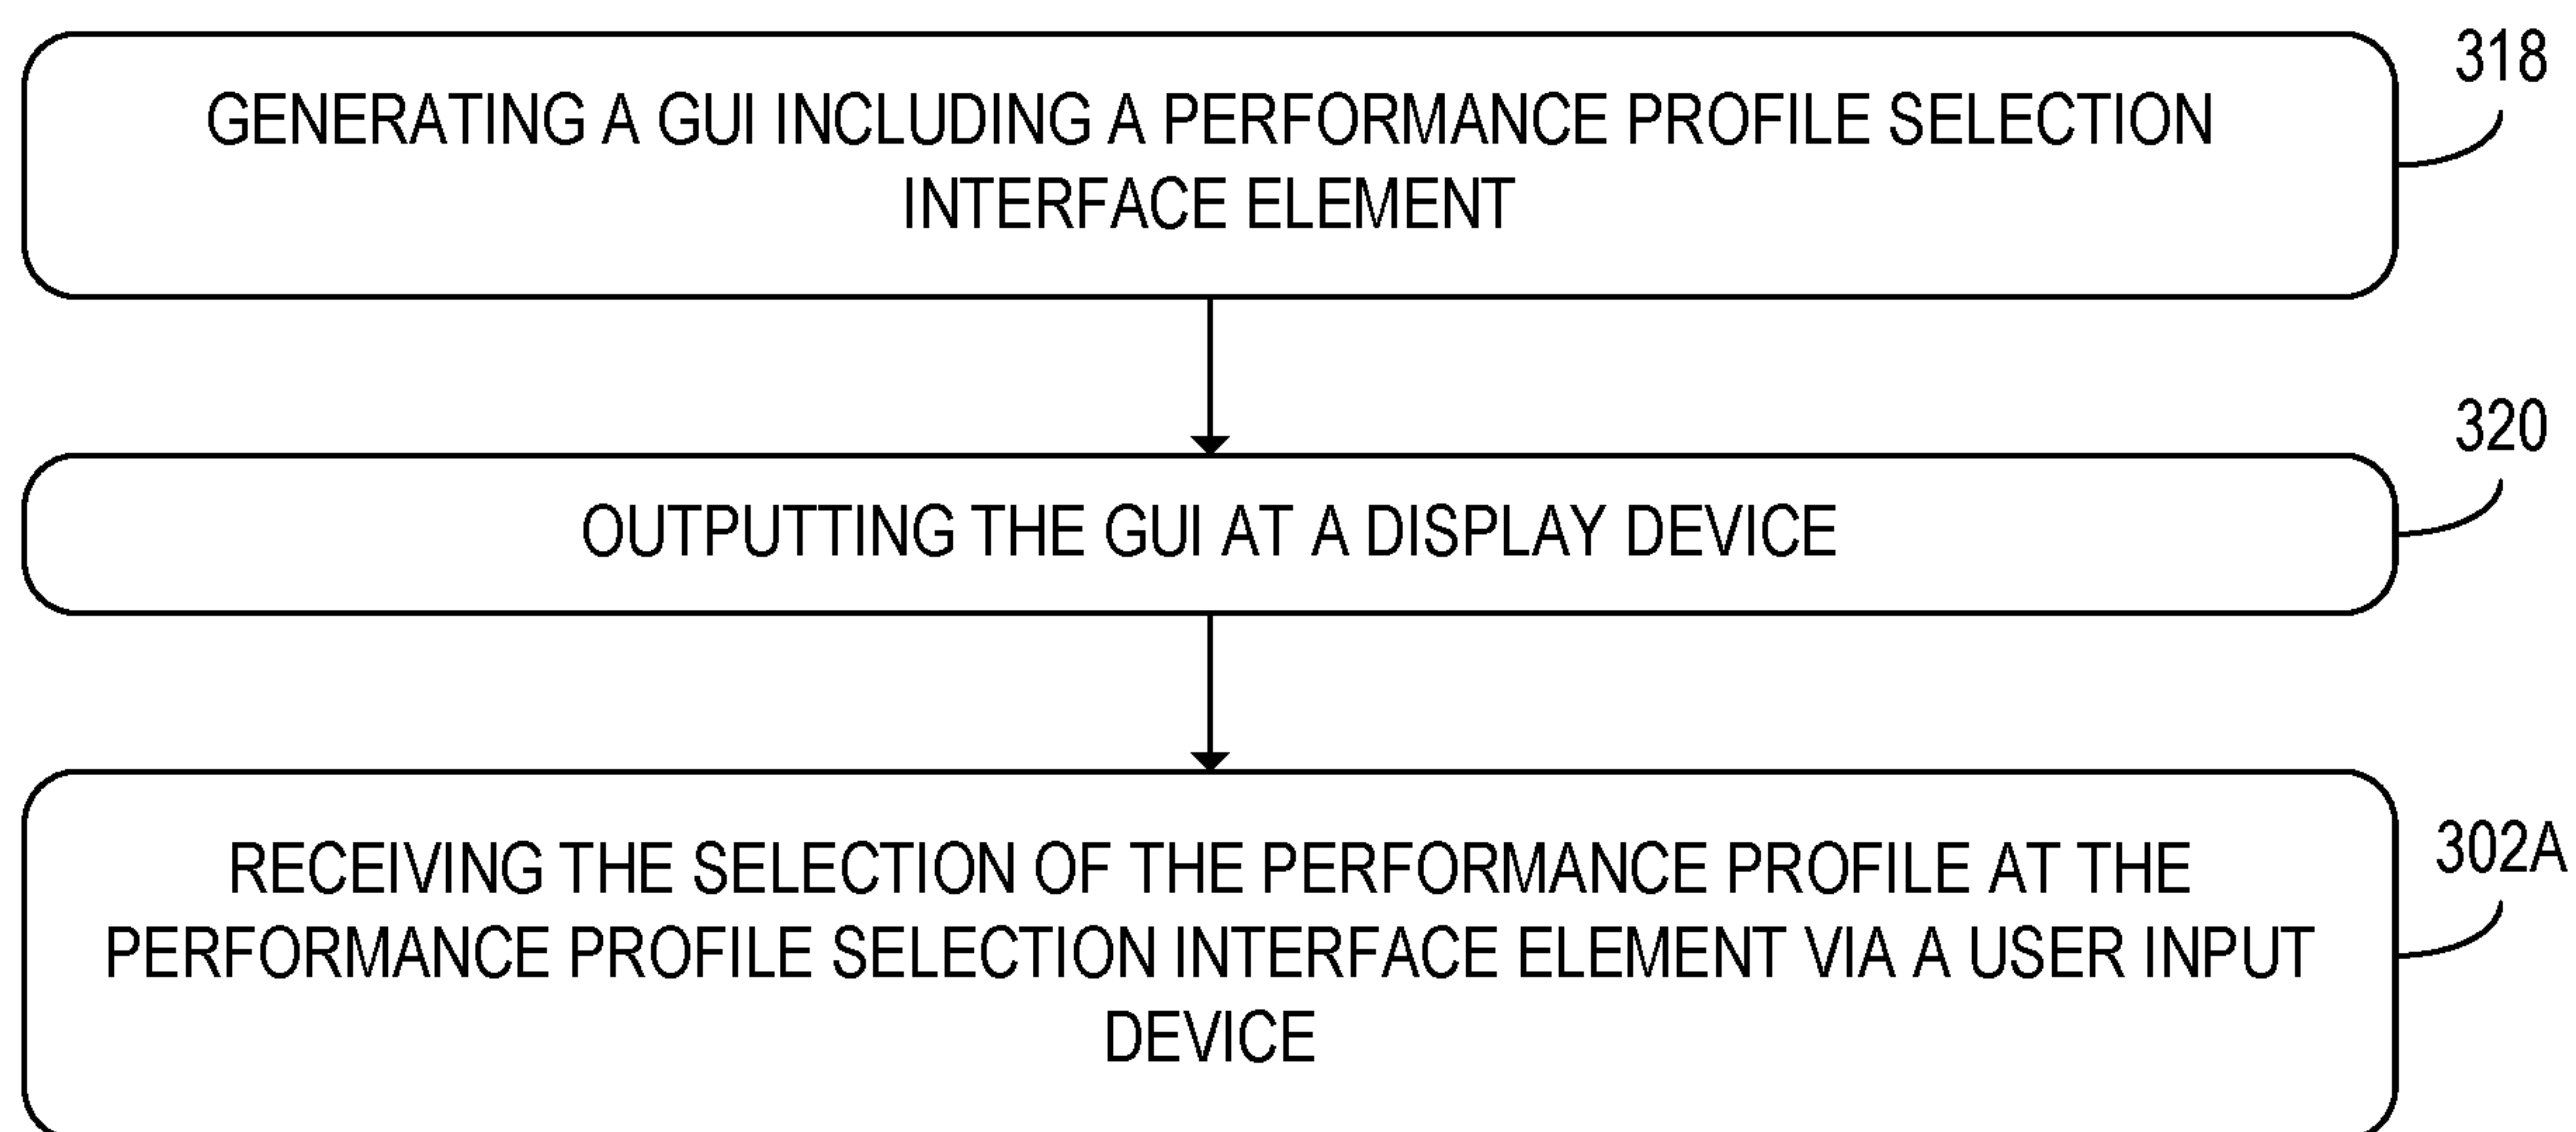 318
GENERATING A GUI INCLUDING A PERFORMANCE PROFILE SELECTION
INTERFACE ELEMENT
320
OUTPUTTING THE GUI AT A DISPLAY DEVICE
302A
RECEIVING THE SELECTION OF THE PERFORMANCE PROFILE AT THE
PERFORMANCE PROFILE SELECTION INTERFACE ELEMENT VIA A USER INPUT
DEVICE